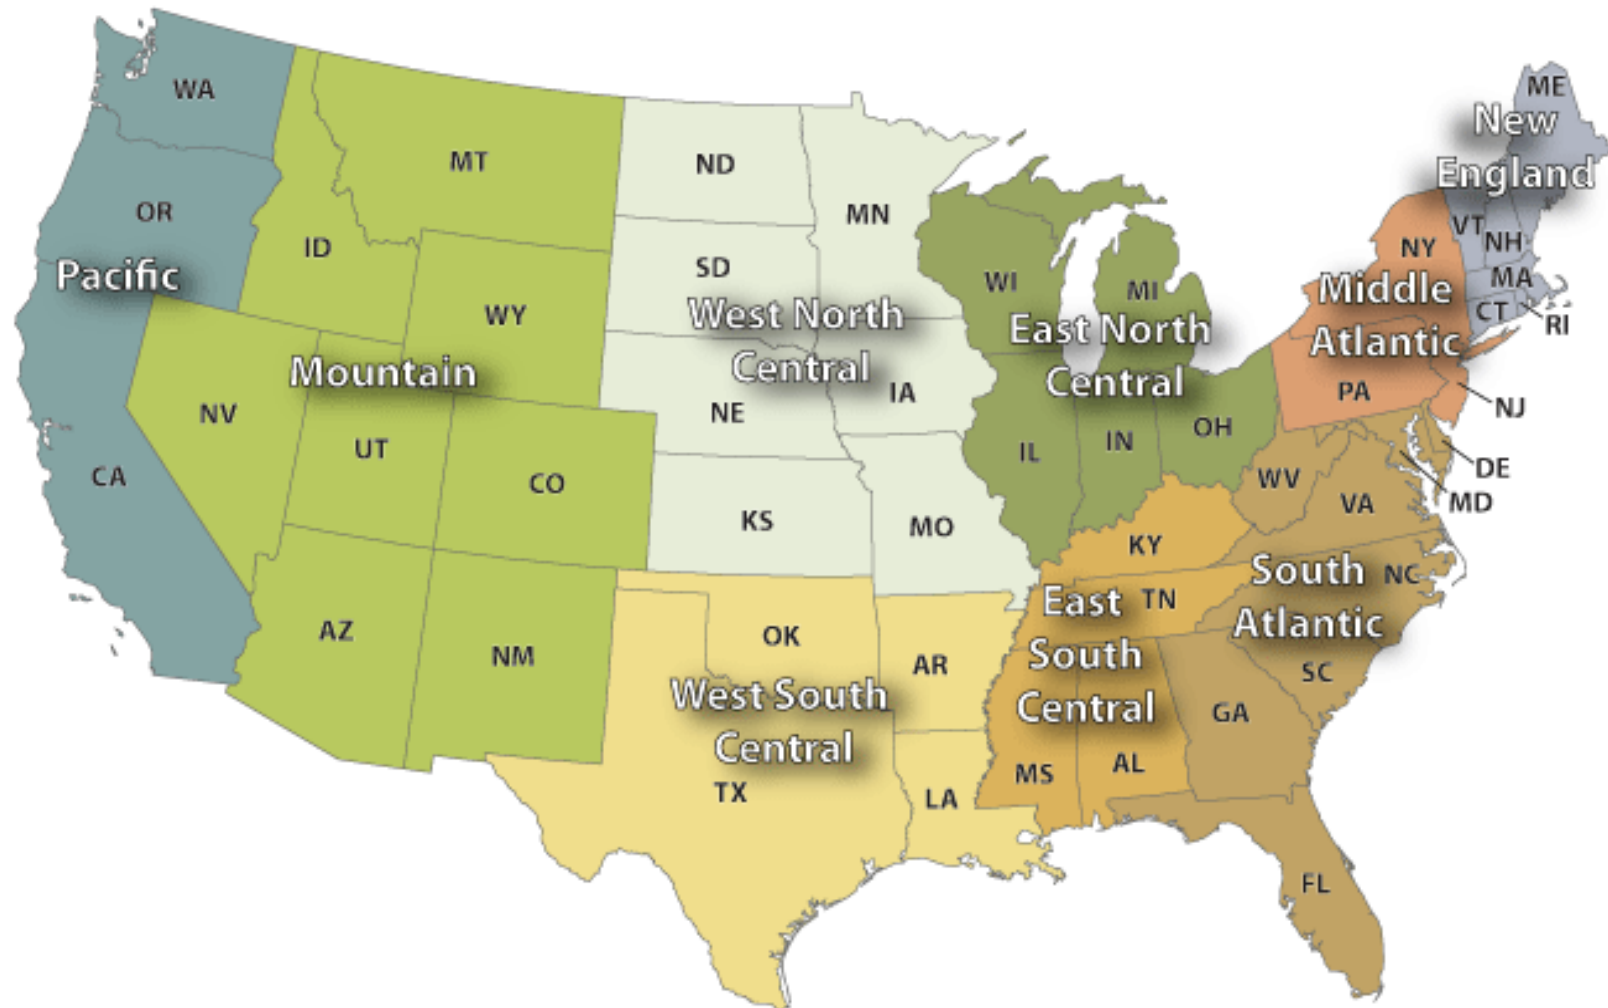 WA
ME
New
England
MT
ND
MN
OR
VT
NH
NY
ID
SD
WI
MI
MA
Pacific
Middle
Atlantic
CT
RI
WY
West North
Central
East North
Central
Mountain
NV
NE
IA
PA
NJ
UT
IL
IN
OH
CA
CO
WV
DE
MD
VA
KS
MO
KY
South
Atlantic
NC
East
South
Central
TN
AZ
NM
OK
AR
SC
West South
Central
GA
TX
LA
MS
AL
FL